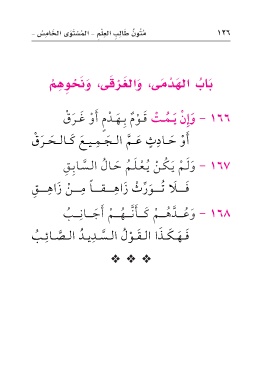 ١٢٦ مُتُونُ طَالِبِ العِلْمِ - المُسْتَوَى الخَامِسُ -
بَابُ الهَدْمَى، وَالغَرْقَى، وَنَحْوِهِمْ
١٦٦ - وَإِنْ يَمُتْ قَوْمٌ بِهَدْمٍ أَوْ غَرَقْ
أَوْ حَادِثٍ عَمَّ الجَمِيعَ كَالحَرَقْ
١٦٧ - وَلَمْ يَكُنْ يُعْلَمُ حَالُ السَّابِقِ
فَلَا تُوَرِّثْ زَاهِقاً مِنْ زَاهِقِ
١٦٨ - وَعُدَّهُمْ كَأَنَّهُمْ أَجَانِبُ
فَهَكَذَا القَوْلُ السَّدِيدُ الصَّائِبُ